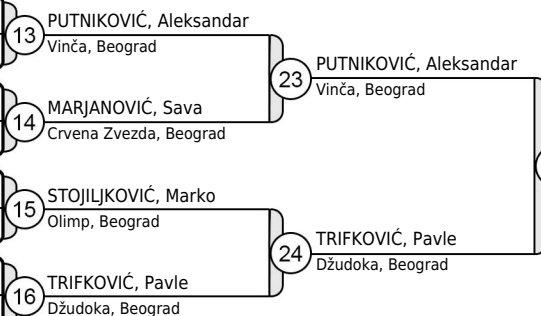 PUTNIKOVIĆ, Aleksandar
13
Vinča, Beograd
PUTNIKOVIĆ, Aleksandar
23
Vinča, Beograd
MARJANOVIĆ, Sava
14
Crvena Zvezda, Beograd
STOJILJKOVIĆ, Marko
15
Olimp, Beograd
TRIFKOVIĆ, Pavle
24
Džudoka, Beograd
TRIFKOVIĆ, Pavle
16
Džudoka, Beograd